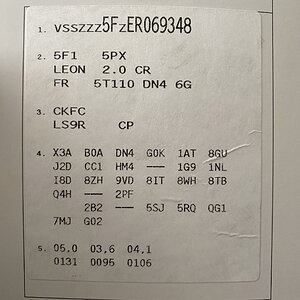 1. VSSZZZ5FZER069348
2. 5F1 5PX
LEON 2.0 CR
FR 5T110 DN4 6G
3. CKFC
LS9R CP
4. X3A B0A DN4 G0K 1AT 8GU
J2D CC1 HM4 --- 1G9 1NL
I8D 8ZH 9VD 8IT 8WH 8TB
Q4H --- 2PF
2B2 --- 5SJ 5RQ QG1
7MJ G02
5. 05,0 03,6 04,1
0131 0096 0106